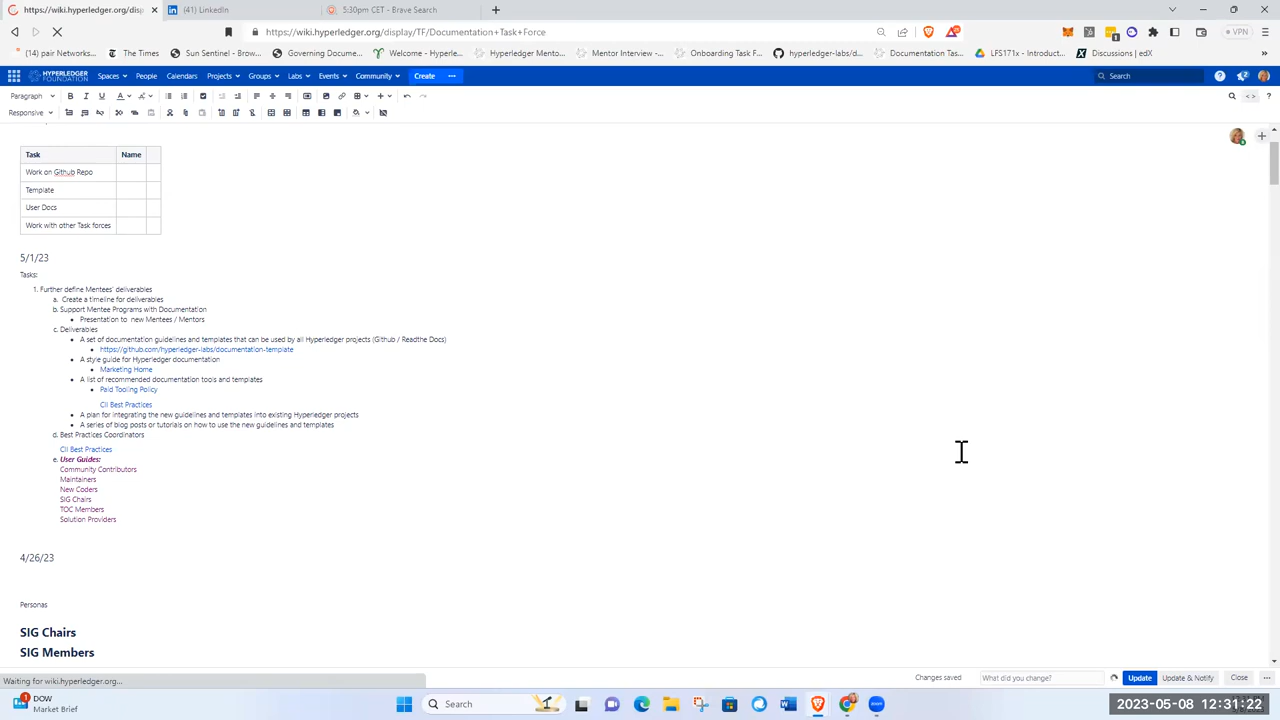 https://wiki.hyperledger.org/disp
(41) LinkedIn
5:30pm CET - Brave Search
https://wiki.hyperledger.org/display/TF/Documentation+Task+Force
VPN
(14) pair Networks...
The Times
Sun Sentinel - Brow...
Governing Docume...
Welcome - Hyperle...
Hyperledger Mento...
Mentor Interview -...
Onboarding Task F...
hyperledger-labs/d...
Documentation Tas...
LFS171x - Introduct...
Discussions | edX
HYPERLEDGER FOUNDATION
Spaces
People
Calendars
Projects
Groups
Labs
Events
Community
Create
Search
Paragraph
B
I
U
A
Responsive
Task Name
Work on Github Repo
Template
User Docs
Work with other Task forces
5/1/23
Tasks:
1. Further define Mentees' deliverables
a. Create a timeline for deliverables
b. Support Mentee Programs with Documentation
• Presentation to new Mentees / Mentors
c. Deliverables
• A set of documentation guidelines and templates that can be used by all Hyperledger projects (Github / Readthe Docs)
• https://github.com/hyperledger-labs/documentation-template
• A style guide for Hyperledger documentation
• Marketing Home
• A list of recommended documentation tools and templates
• Paid Tooling Policy
CII Best Practices
• A plan for integrating the new guidelines and templates into existing Hyperledger projects
• A series of blog posts or tutorials on how to use the new guidelines and templates
d. Best Practices Coordinators
CII Best Practices
e. User Guides:
Community Contributors
Maintainers
New Coders
SIG Chairs
TOC Members
Solution Providers
4/26/23
Personas
SIG Chairs
SIG Members
Waiting for wiki.hyperledger.org...
Changes saved
What did you change?
Update
Update & Notify
Close
DOW
Market Brief
Search
2023-05-08 12:31:22